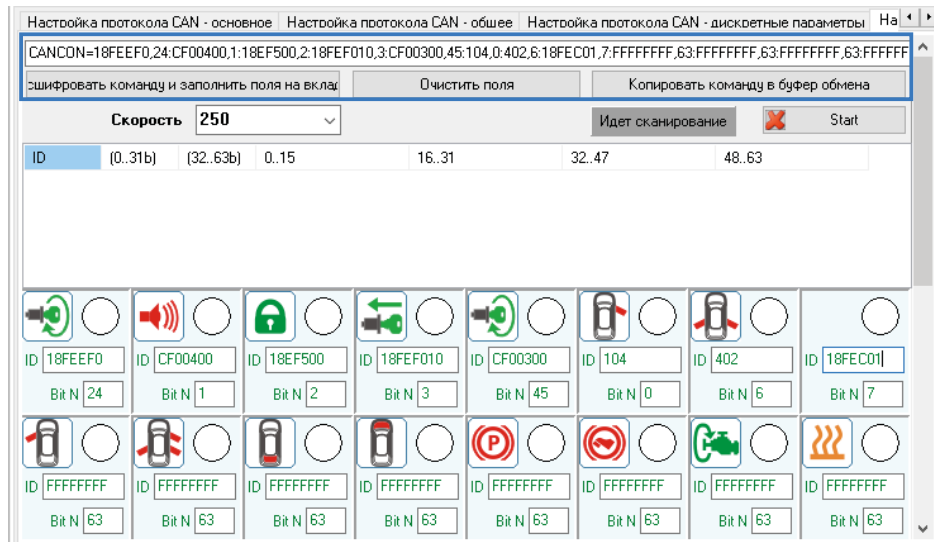 Настройка протокола CAN - основное Настройка протокола CAN - общее Настройка протокола CAN - дискретные параметры На
CANCON=18FEEF0,24:CF00400,1:18EF500,2:18FEF010,3:CF00300,45:104,0:402,6:18FEC01,7:FFFFFFFF,63:FFFFFFFF,63:FFFFFFFF,63:FFFFFF
сшифровать команду и заполнить поля на вклад Очистить поля Копировать команду в буфер обмена
Скорость 250 Идет сканирование Start
ID (0..31b) (32..63b) 0..15 16..31 32..47 48..63
ID 18FEEF0 ID CF00400 ID 18EF500 ID 18FEF010 ID CF00300 ID 104 ID 402 ID 18FEC01
Bit N 24 Bit N 1 Bit N 2 Bit N 3 Bit N 45 Bit N 0 Bit N 6 Bit N 7
P
ID FFFFFFFF ID FFFFFFFF ID FFFFFFFF ID FFFFFFFF ID FFFFFFFF ID FFFFFFFF ID FFFFFFFF ID FFFFFFFF
Bit N 63 Bit N 63 Bit N 63 Bit N 63 Bit N 63 Bit N 63 Bit N 63 Bit N 63